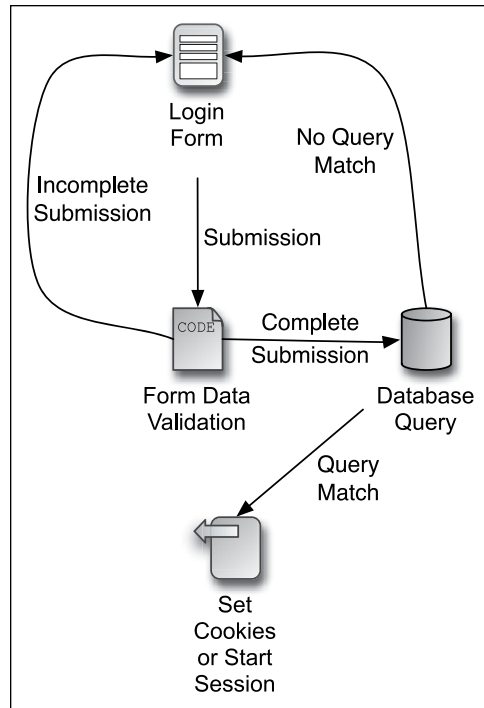 Login
Form
No Query
Match
Incomplete
Submission
Submission
CODE
Complete
Submission
Form Data
Validation
Database
Query
Query
Match
Set
Cookies
or Start
Session